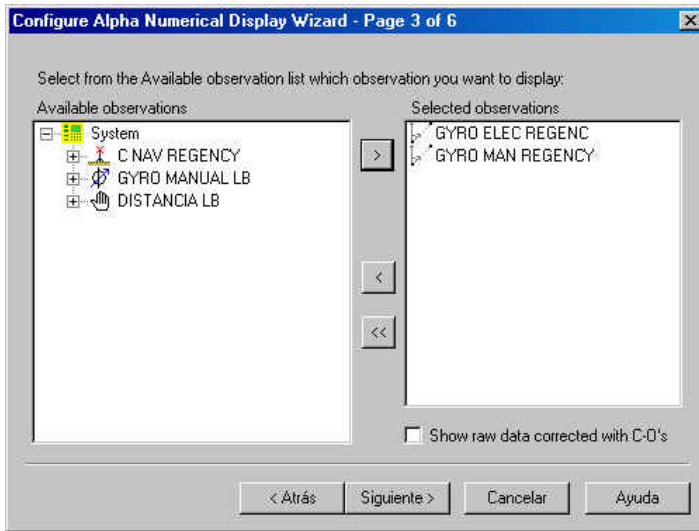 Configure Alpha Numerical Display Wizard - Page 3 of 6
Select from the Available observation list which observation you want to display:
Available observations
System
C NAV REGENCY
GYRO MANUAL LB
DISTANCIA LB
>
<
<<
Selected observations
GYRO ELEC REGENC
GYRO MAN REGENCY
Show raw data corrected with C-O's
< Atrás
Siguiente >
Cancelar
Ayuda